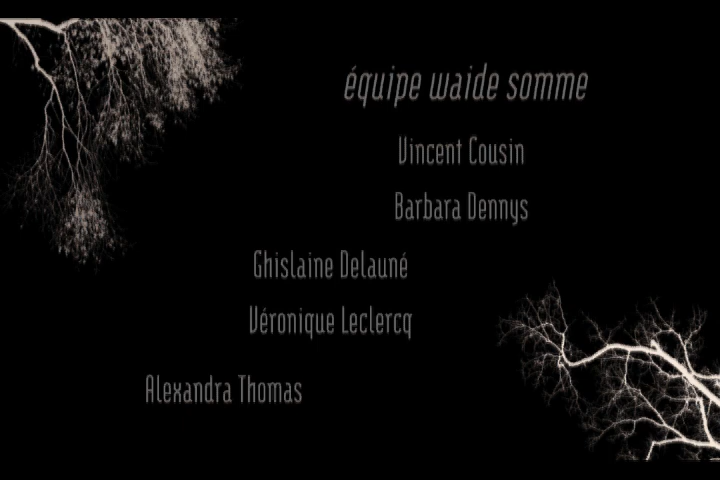 équipe waide somme
Vincent Cousin
Barbara Dennys
Ghislaine Delauné
Véronique Leclercq
Alexandra Thomas